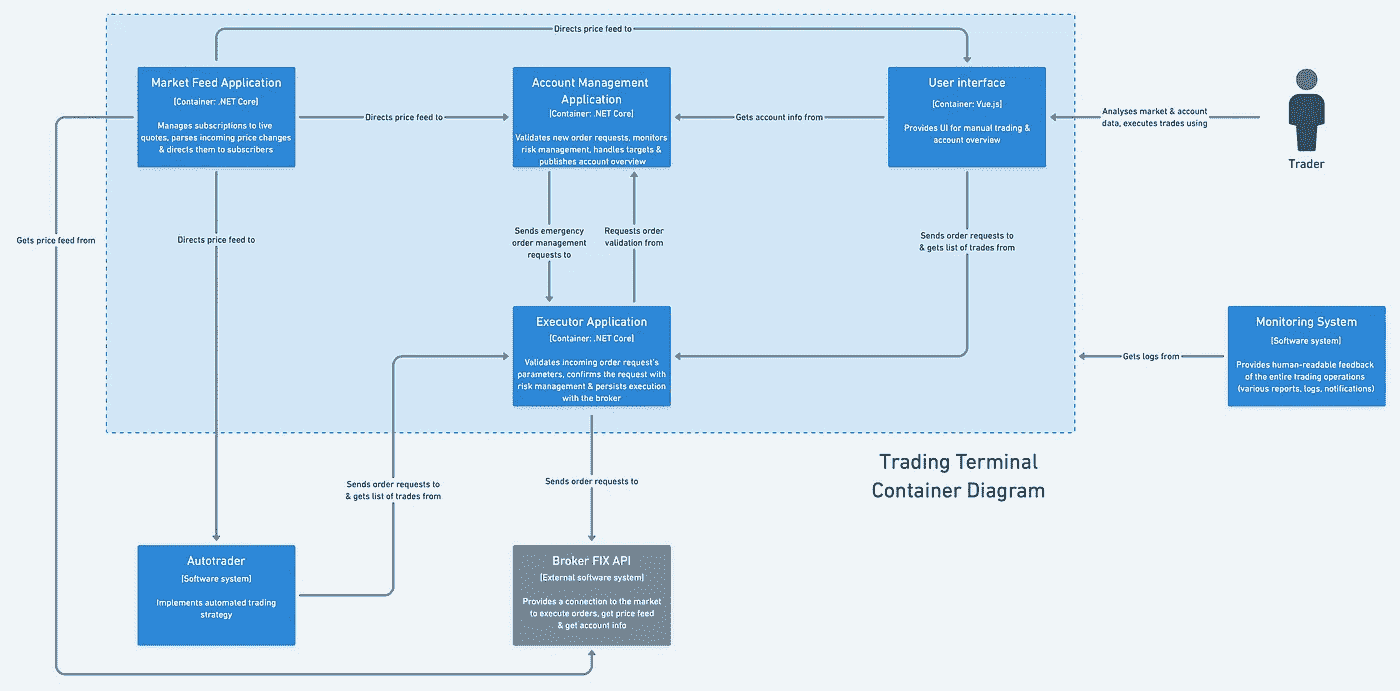 Directs price feed to
Market Feed Application
[Container: .NET Core]
Manages subscriptions to live
quotes, parses incoming price changes
& directs them to subscribers
Directs price feed to
Account Management
Application
[Container: .NET Core]
Validates new order requests, monitors
risk management, handles targets &
publishes account overview
Gets account info from
User interface
[Container: Vue.js]
Provides UI for manual trading &
account overview
Analyses market & account
data, executes trades using
Trader
Gets price feed from
Directs price feed to
Sends emergency
order management
requests to
Requests order
validation from
Sends order requests to
& gets list of trades from
Executor Application
[Container: .NET Core]
Validates incoming order request's
parameters, confirms the request with
risk management & persists execution
with the broker
Gets logs from
Monitoring System
[Software system]
Provides human-readable feedback
of the entire trading operations
(various reports, logs, notifications)
Trading Terminal
Container Diagram
Sends order requests to
& gets list of trades from
Sends order requests to
Autotrader
[Software system]
Implements automated trading
strategy
Broker FIX API
[External software system]
Provides a connection to the market
to execute orders, get price feed
& get account info